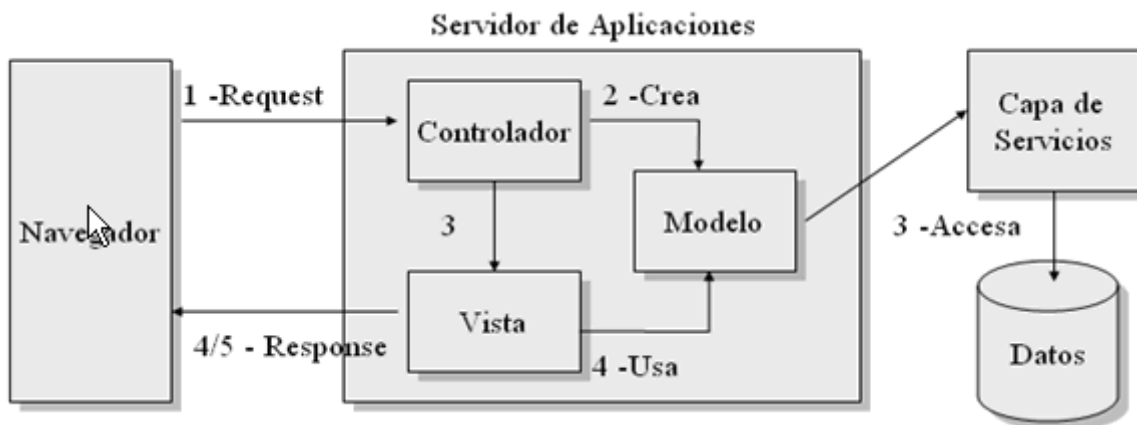 Servidor de Aplicaciones
1 -Request
Controlador
2 -Crea
Capa de
Servicios
Navegador
3
Modelo
3 -Accesa
Vista
4/5 - Response
4 -Usa
Datos